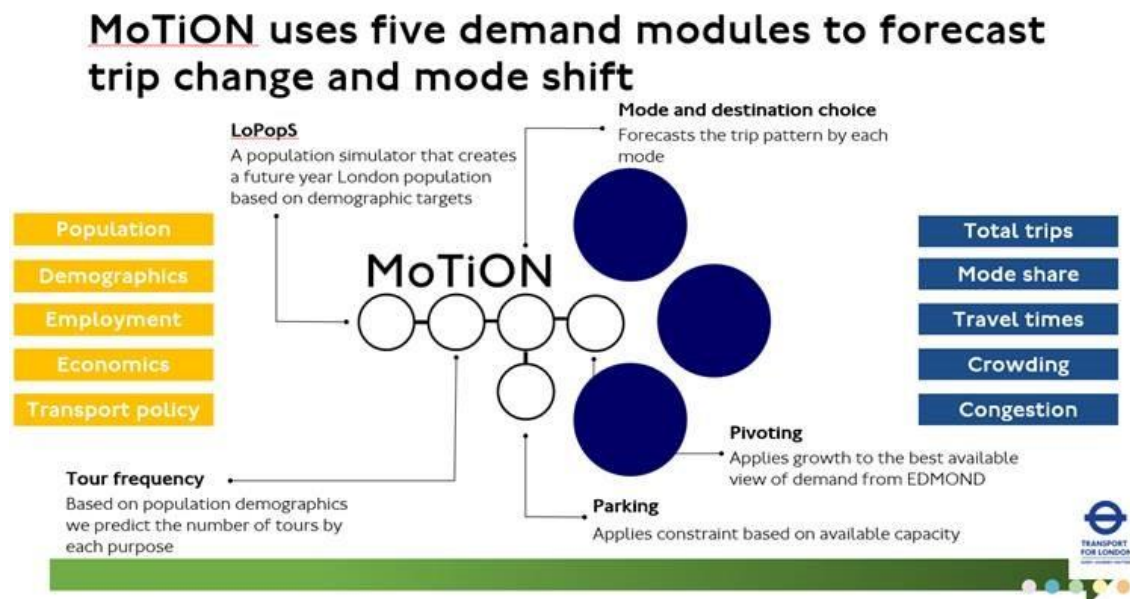 MoTiON uses five demand modules to forecast
trip change and mode shift
LoPopS
A population simulator that creates
a future year London population
based on demographic targets
Mode and destination choice
Forecasts the trip pattern by each
mode
Population
Demographics
Employment
Economics
Transport policy
MoTiON
Total trips
Mode share
Travel times
Crowding
Congestion
Tour frequency
Based on population demographics
we predict the number of tours by
each purpose
Pivoting
Applies growth to the best available
view of demand from EDMOND
Parking
Applies constraint based on available capacity
TRANSPORT
FOR LONDON
EVERY JOURNEY MATTERS